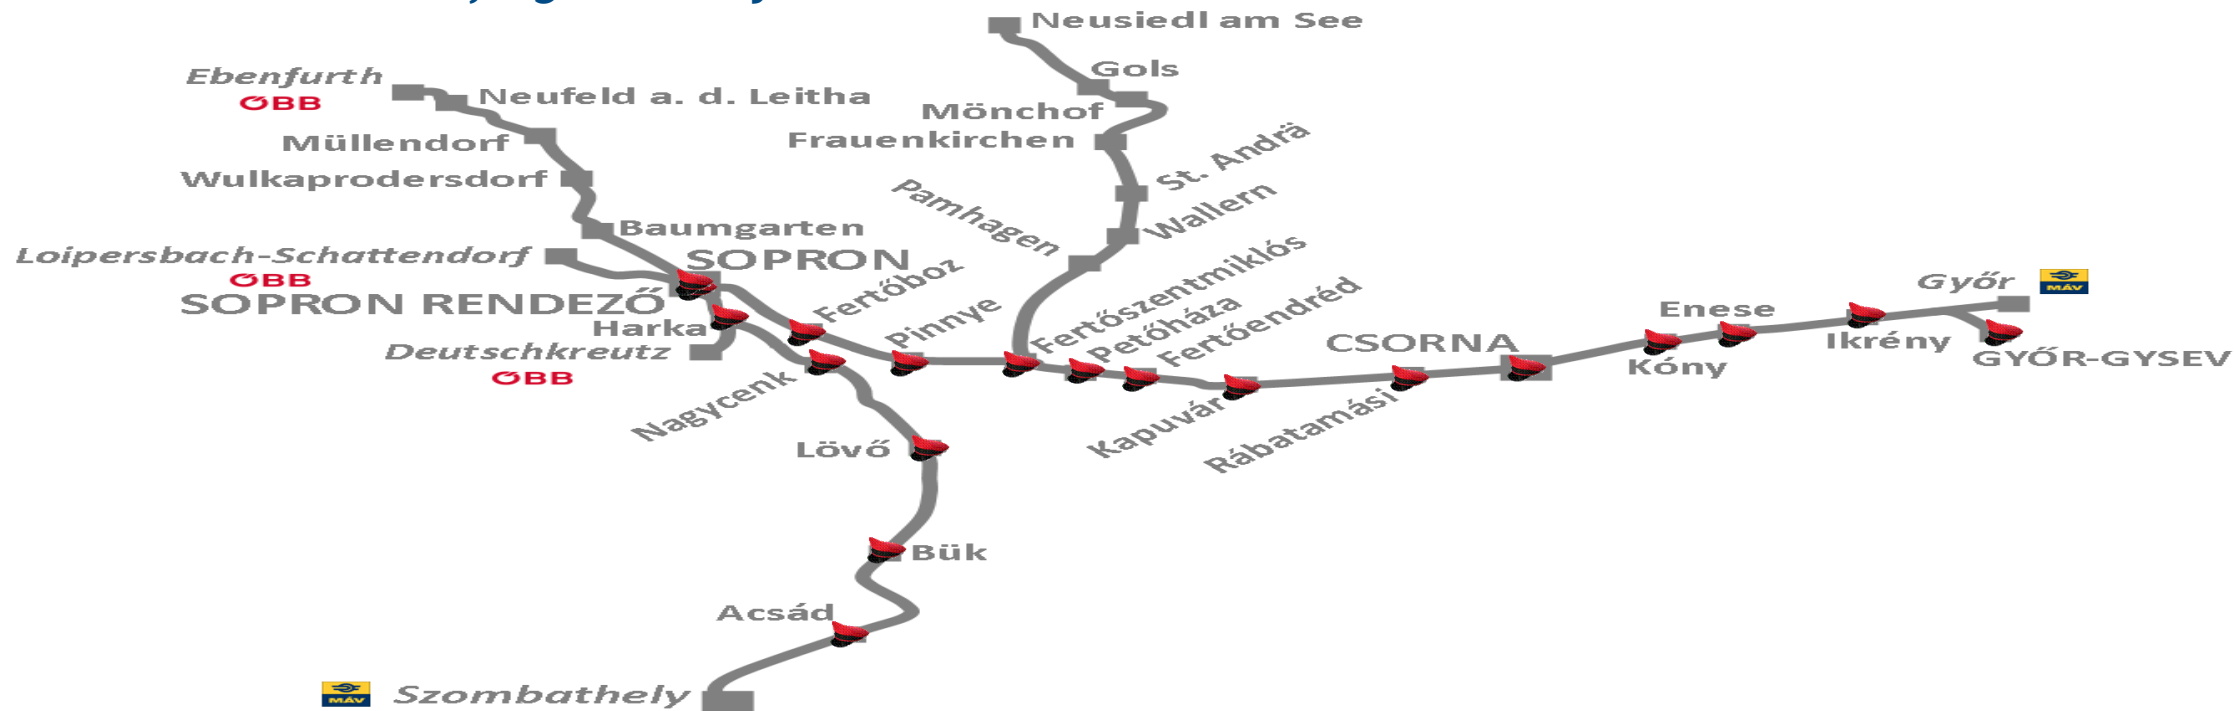 Neusiedl am See
Gols
Ebenfurth
ÖBB
Neufeld a. d. Leitha
Mönchof
Müllendorf
Frauenkirchen
St. Andrä
Wulkaprodersdorf
Pamhagen
Wallern
Baumgarten
Loipersbach-Schattendorf
ÖBB
SOPRON
Fertőboz
Fertőszentmiklós
SOPRON RENDEZŐ
Harka
Pinnye
Petőháza
Fertőendréd
Győr
MÁV
Enese
Deutschkreutz
ÖBB
CSORNA
Ikrény
GYŐR-GYSEV
Kóny
Nagycenk
Kapuvár
Rábatamási
Lövő
Bük
Acsád
MÁV
Szombathely